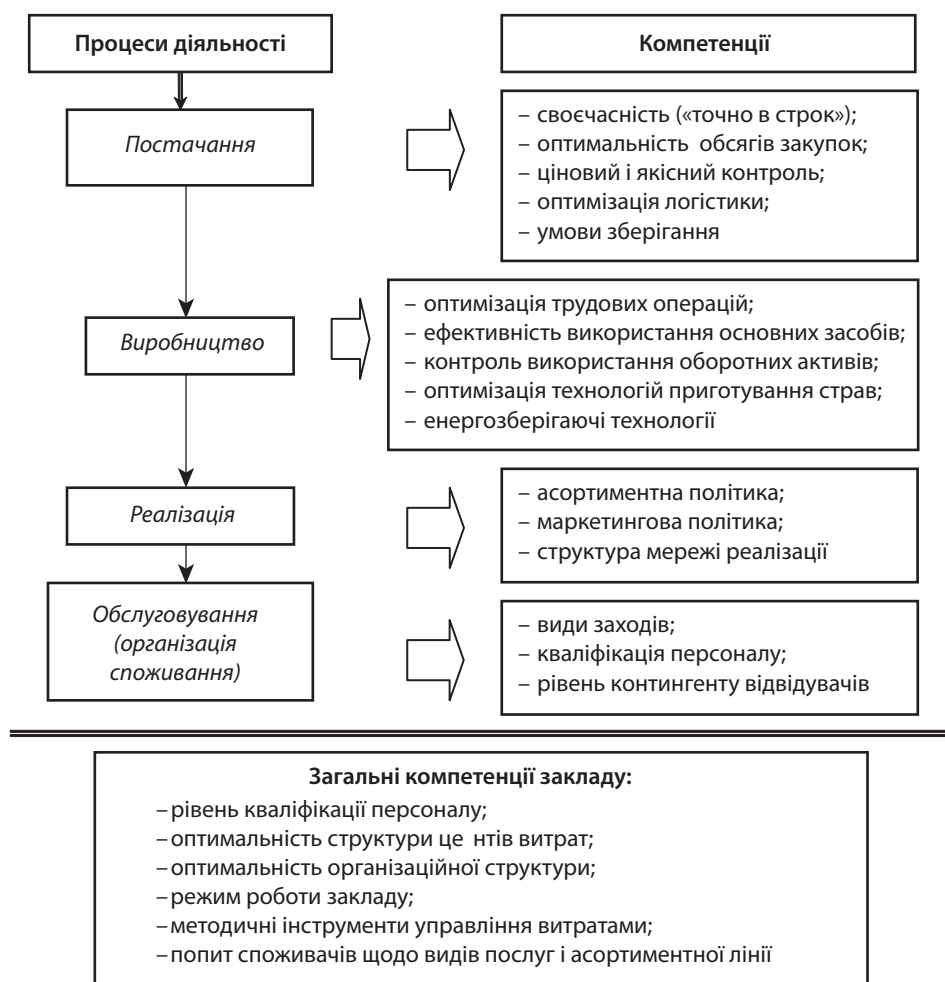 Процеси діяльності
Компетенції
Постачання
– своєчасність («точно в строк»);
– оптимальність обсягів закупок;
– ціновий і якісний контроль;
– оптимізація логістики;
– умови зберігання
Виробництво
– оптимізація трудових операцій;
– ефективність використання основних засобів;
– контроль використання оборотних активів;
– оптимізація технологій приготування страв;
– енергозберігаючі технології
Реалізація
– асортиментна політика;
– маркетингова політика;
– структура мережі реалізації
Обслуговування
(організація
споживання)
– види заходів;
– кваліфікація персоналу;
– рівень контингенту відвідувачів
Загальні компетенції закладу:
– рівень кваліфікації персоналу;
– оптимальність структури це нтів витрат;
– оптимальність організаційної структури;
– режим роботи закладу;
– методичні інструменти управління витратами;
– попит споживачів щодо видів послуг і асортиментної лінії